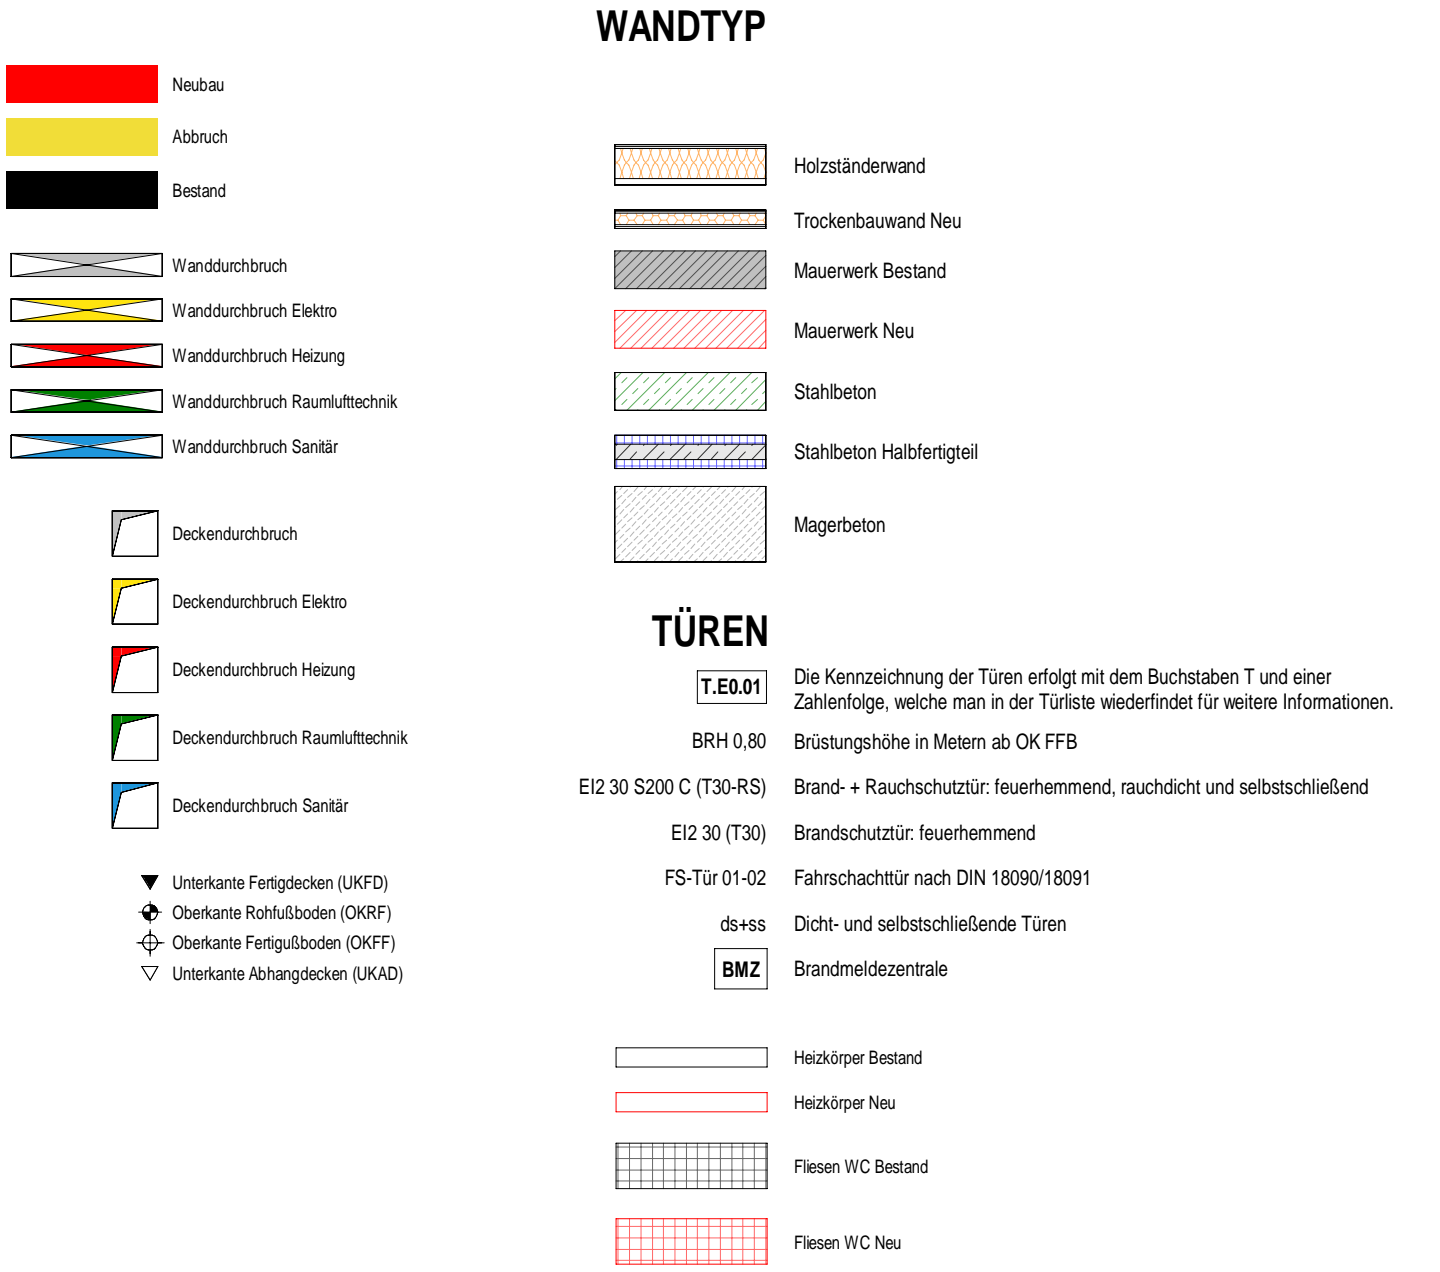 WANDTYP
Neubau
Abbruch
Bestand
Wanddurchbruch
Wanddurchbruch Elektro
Wanddurchbruch Heizung
Wanddurchbruch Raumlufttechnik
Wanddurchbruch Sanitär
Deckendurchbruch
Deckendurchbruch Elektro
Deckendurchbruch Heizung
Deckendurchbruch Raumlufttechnik
Deckendurchbruch Sanitär
Unterkante Fertigdecken (UKFD)
Oberkante Rohfußboden (OKRF)
Oberkante Fertigußboden (OKFF)
Unterkante Abhangdecken (UKAD)
Holzständerwand
Trockenbauwand Neu
Mauerwerk Bestand
Mauerwerk Neu
Stahlbeton
Stahlbeton Halbfertigteil
Magerbeton
TÜREN
T.E0.01 Die Kennzeichnung der Türen erfolgt mit dem Buchstaben T und einer
Zahlenfolge, welche man in der Türliste wiederfindet für weitere Informationen.
BRH 0,80 Brüstungshöhe in Metern ab OK FFB
EI2 30 S200 C (T30-RS) Brand- + Rauchschutztür: feuerhemmend, rauchdicht und selbstschließend
EI2 30 (T30) Brandschutztür: feuerhemmend
FS-Tür 01-02 Fahrschachttür nach DIN 18090/18091
ds+ss Dicht- und selbstschließende Türen
BMZ Brandmeldezentrale
Heizkörper Bestand
Heizkörper Neu
Fliesen WC Bestand
Fliesen WC Neu